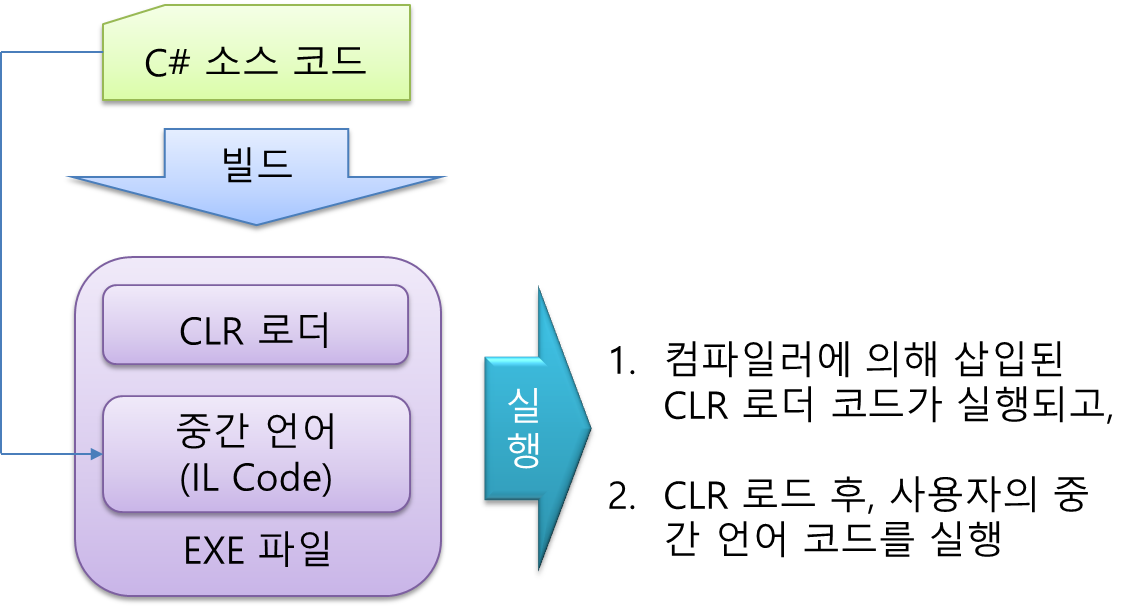 C# 소스 코드
빌드
CLR 로더
중간 언어
(IL Code)
EXE 파일
실
행
1. 컴파일러에 의해 삽입된
CLR 로더 코드가 실행되고,
2. CLR 로드 후, 사용자의 중
간 언어 코드를 실행